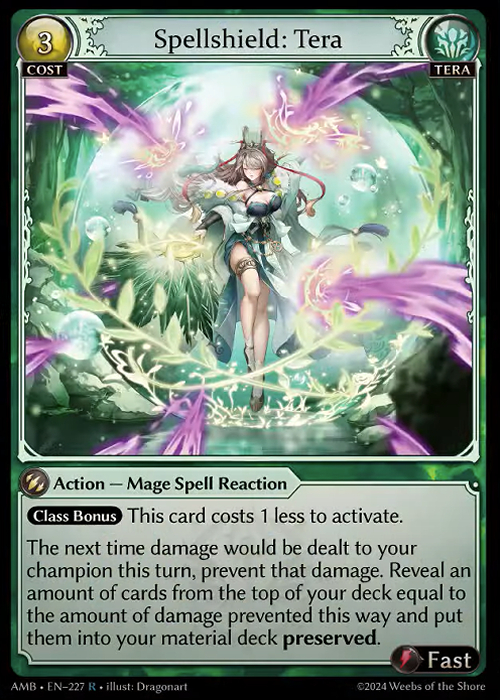 3
Spellshield: Tera
COST
TERA
Action — Mage Spell Reaction
Class Bonus This card costs 1 less to activate.
The next time damage would be dealt to your
champion this turn, prevent that damage. Reveal an
amount of cards from the top of your deck equal to
the amount of damage prevented this way and put
them into your material deck preserved.
Fast
AMB • EN-227 R • illust: Dragonart
©2024 Weebs of the Shore